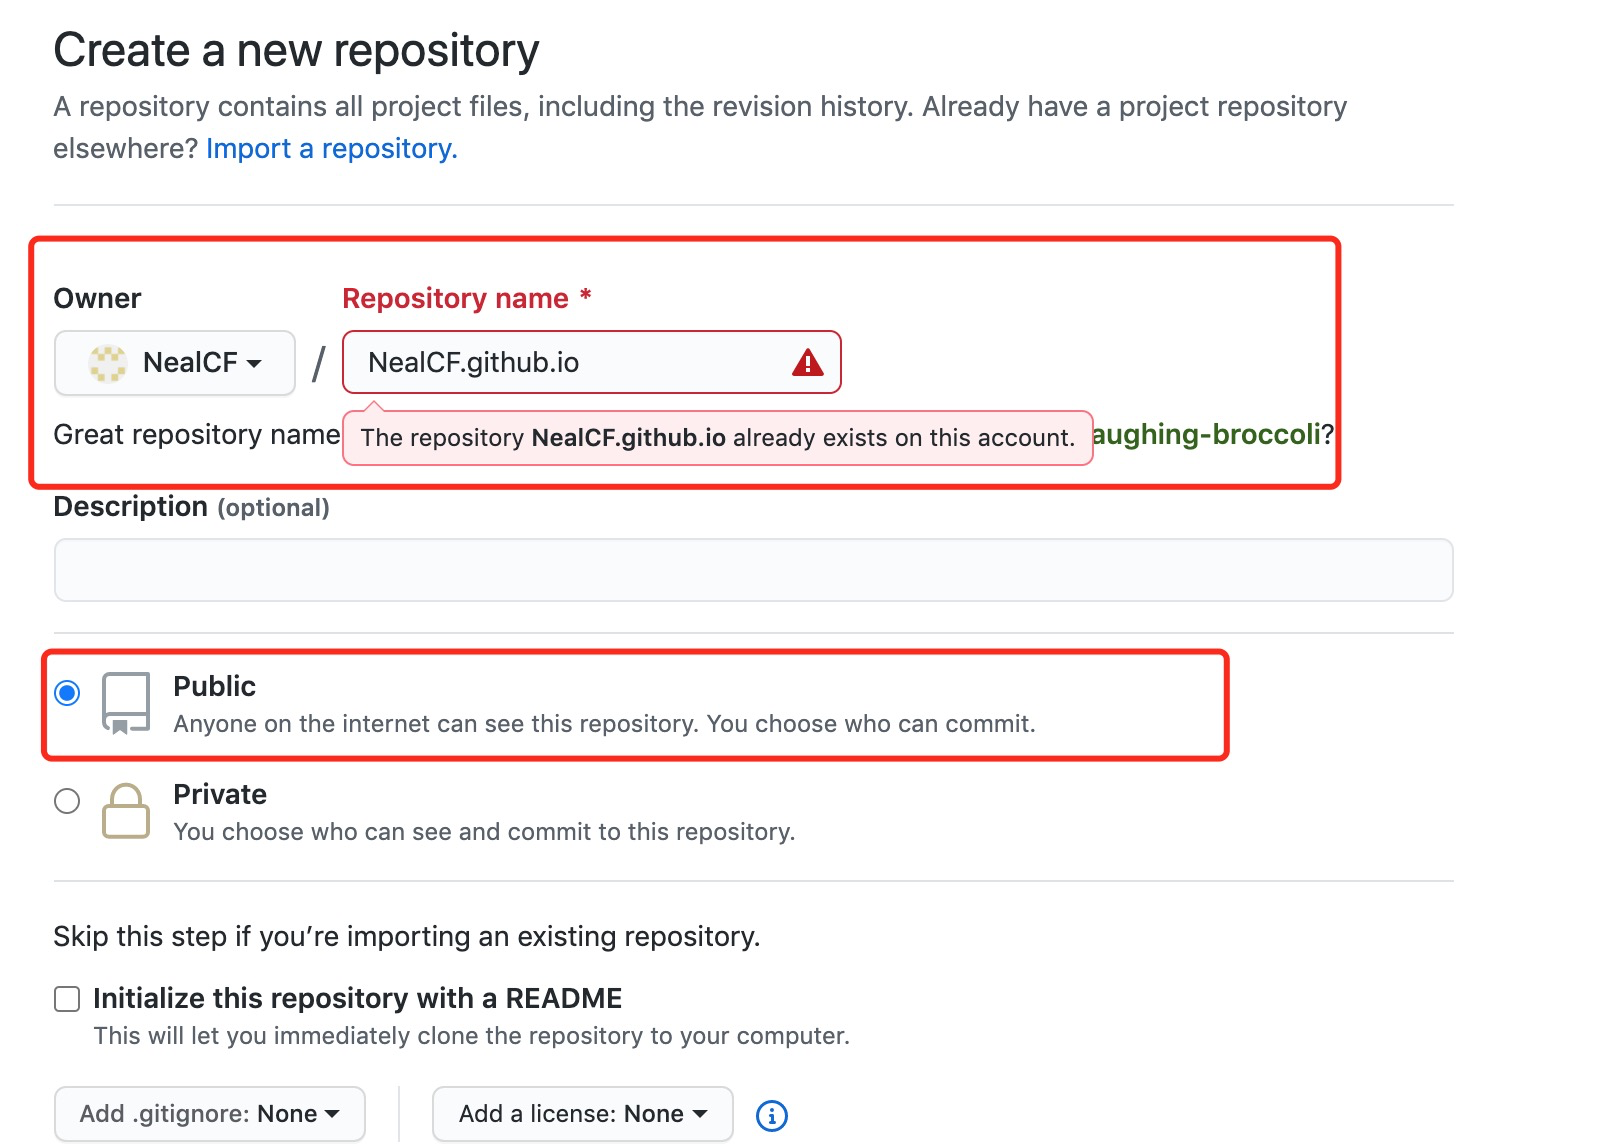 Create a new repository
A repository contains all project files, including the revision history. Already have a project repository
elsewhere? Import a repository.
Owner
Repository name *
NealCF
/
NealCF.github.io
Great repository name
The repository NealCF.github.io already exists on this account.
aughing-broccoli?
Description (optional)
Public
Anyone on the internet can see this repository. You choose who can commit.
Private
You choose who can see and commit to this repository.
Skip this step if you’re importing an existing repository.
Initialize this repository with a README
This will let you immediately clone the repository to your computer.
Add .gitignore: None
Add a license: None